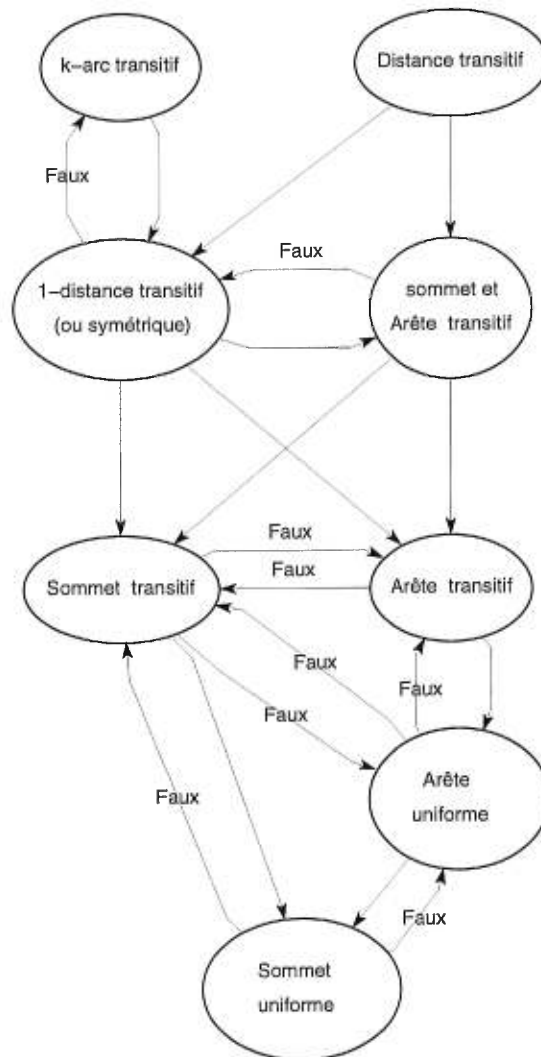 k-arc transitif
Distance transitif
Faux
Faux
1-distance transitif
(ou symétrique)
sommet et
Arête transitif
Faux
Sommet transitif
Faux
Arête transitif
Faux
Faux
Faux
Faux
Arête
uniforme
Faux
Sommet
uniforme